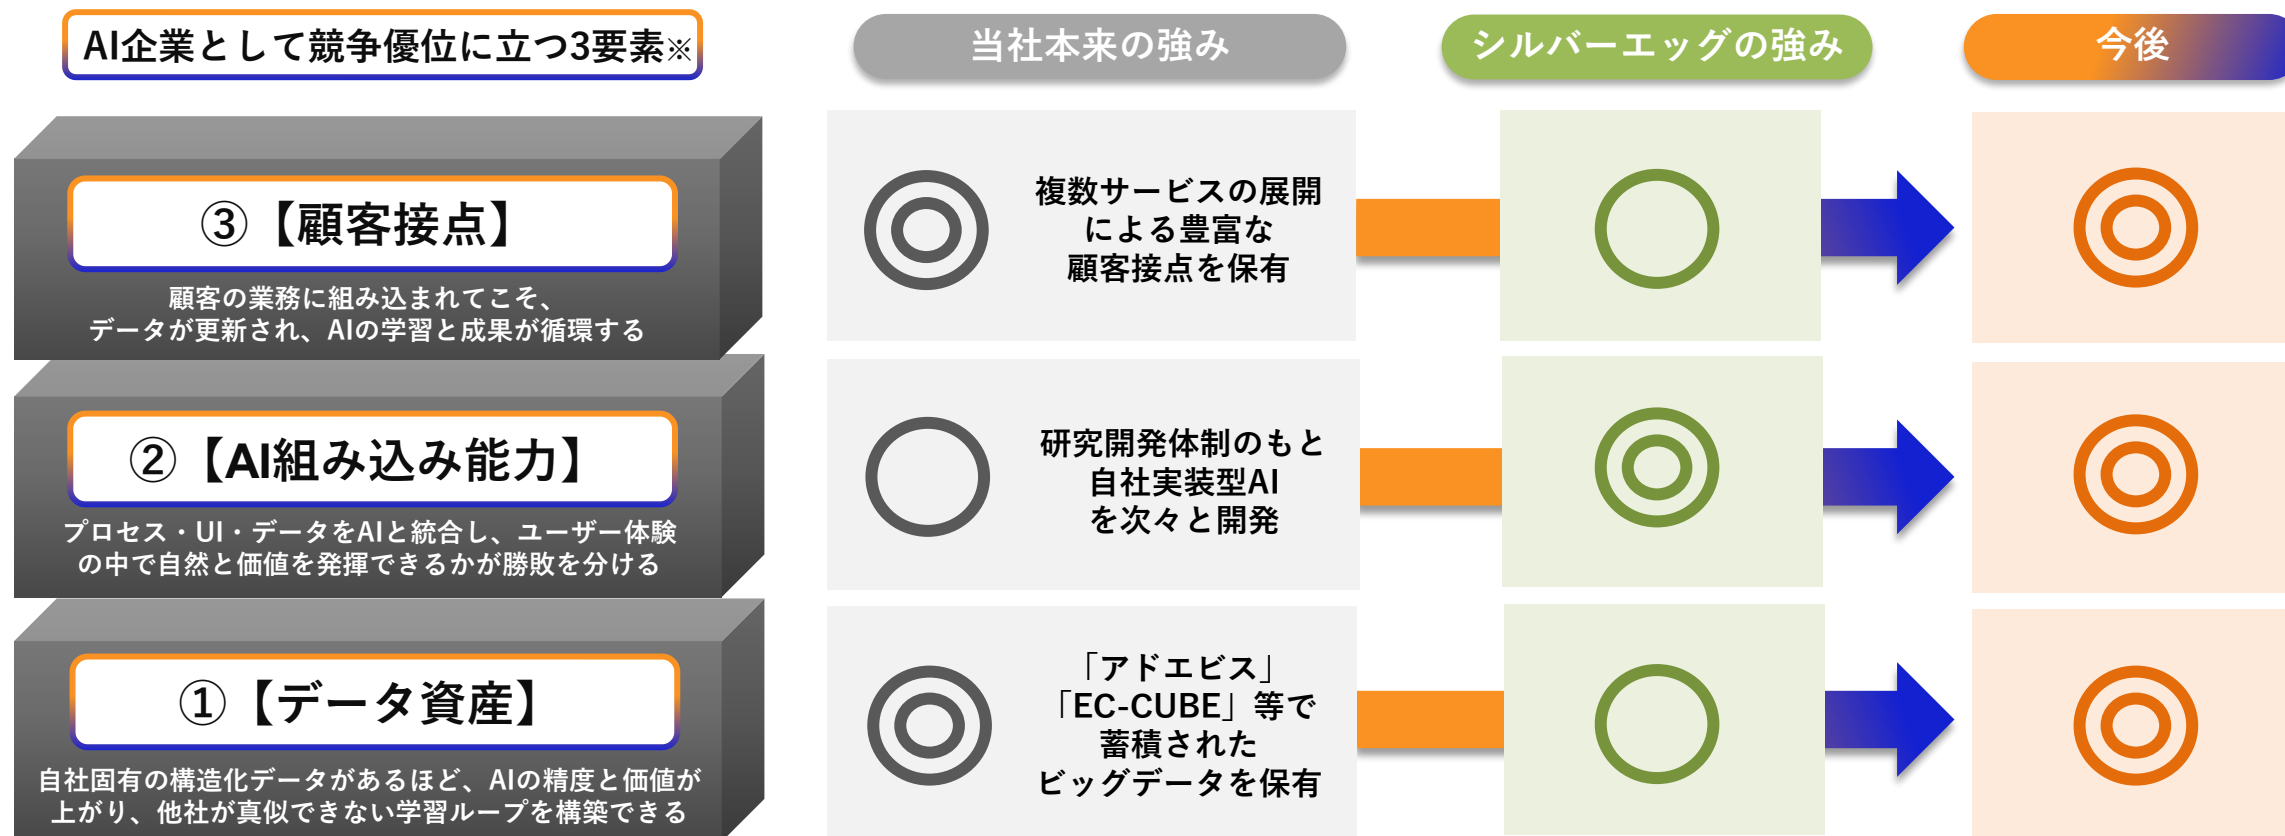 AI企業として競争優位に立つ3要素※
当社本来の強み
シルバーエッグの強み
今後
③【顧客接点】
顧客の業務に組み込まれてこそ、
データが更新され、AIの学習と成果が循環する
複数サービスの展開
による豊富な
顧客接点を保有
②【AI組み込み能力】
プロセス・UI・データをAIと統合し、ユーザー体験
の中で自然と価値を発揮できるかが勝敗を分ける
研究開発体制のもと
自社実装型AI
を次々と開発
①【データ資産】
自社固有の構造化データがあるほど、AIの精度と価値が
上がり、他社が真似できない学習ループを構築できる
「アドエビス」
「EC-CUBE」等で
蓄積された
ビッグデータを保有